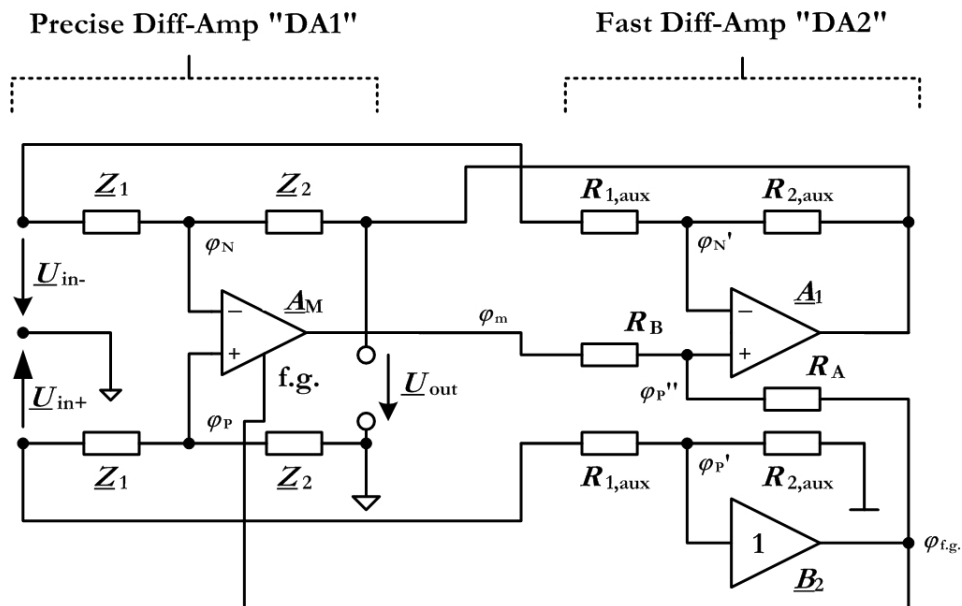 Precise Diff-Amp "DA1"
Fast Diff-Amp "DA2"
Z1
Z2
R1,aux
R2,aux
φN
φN'
Uin-
AM
A1
−
−
φm
RB
+
+
RA
f.g.
Uout
φP''
Uin+
φP
φP'
Z1
Z2
R1,aux
R2,aux
1
φf.g.
B2